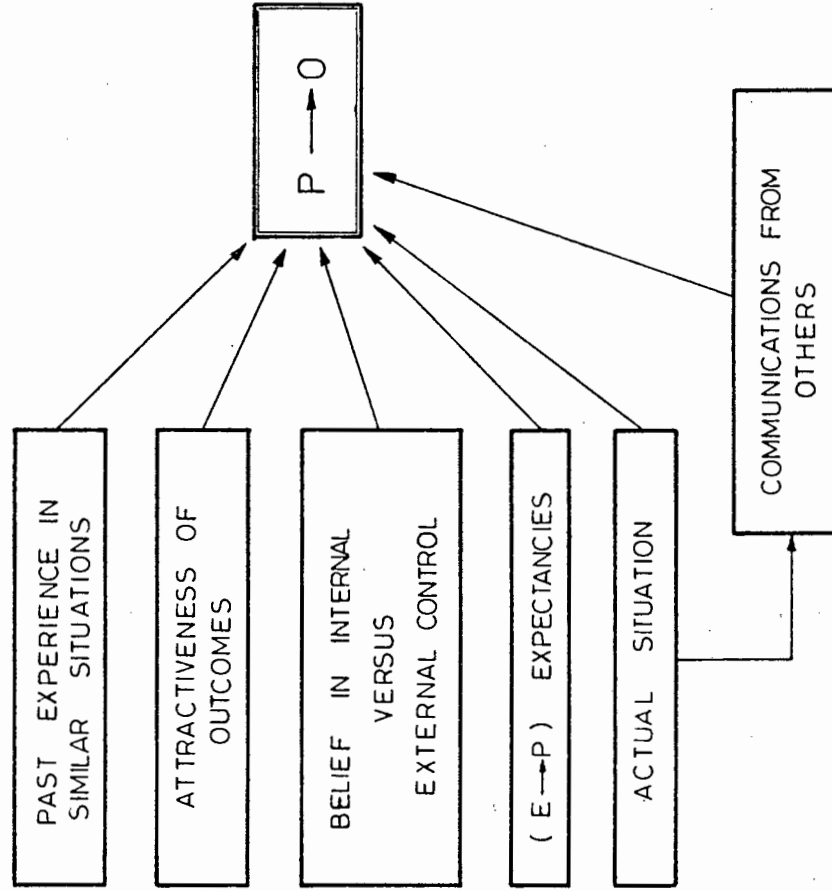 PAST EXPERIENCE IN
SIMILAR SITUATIONS
ATTRACTIVENESS OF
OUTCOMES
BELIEF IN INTERNAL
VERSUS
EXTERNAL CONTROL
( E → P ) EXPECTANCIES
ACTUAL SITUATION
COMMUNICATIONS FROM
OTHERS
P → O